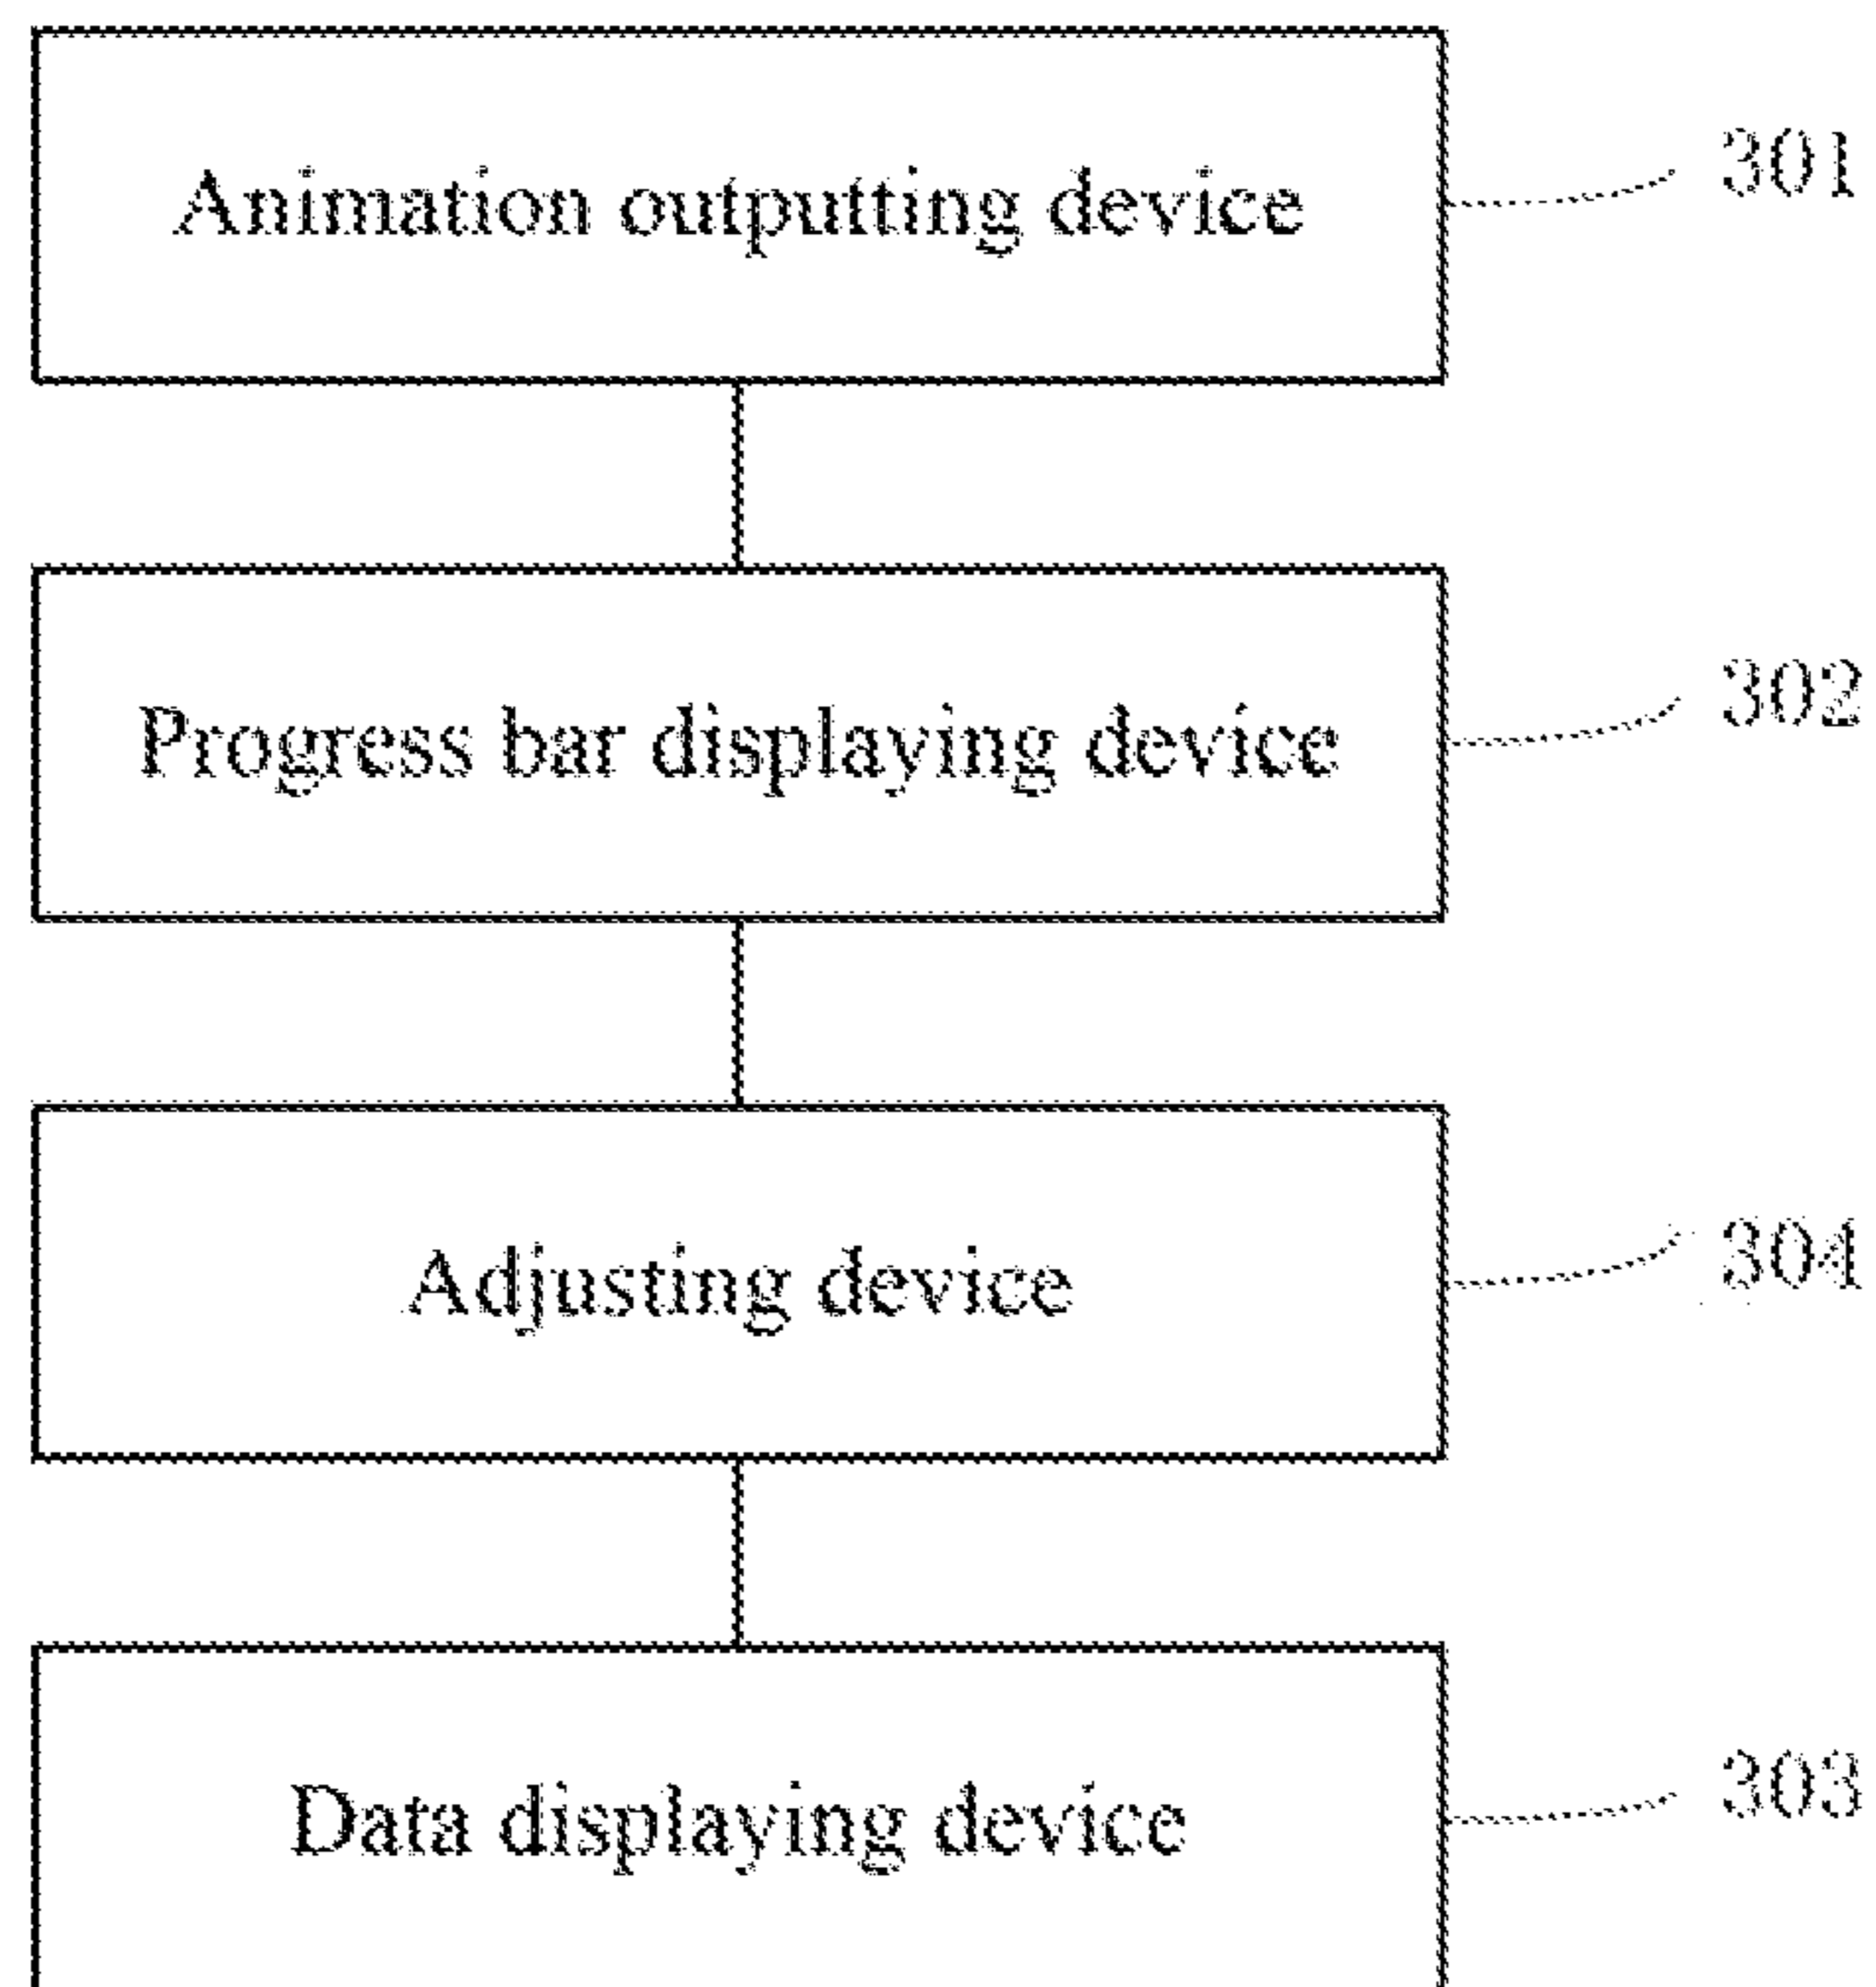 Animation outputting device
301
Progress bar displaying device
302
Adjusting device
304
Data displaying device
303